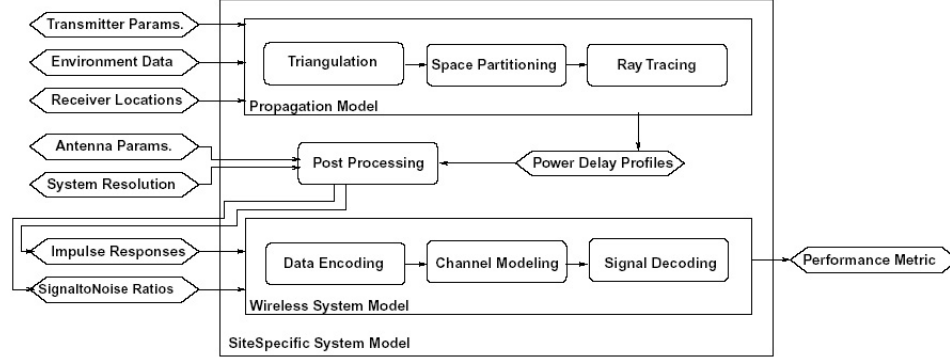 Transmitter Params.
Environment Data
Receiver Locations
Triangulation
Space Partitioning
Ray Tracing
Propagation Model
Antenna Params.
System Resolution
Post Processing
Power Delay Profiles
Impulse Responses
SignaltoNoise Ratios
Data Encoding
Channel Modeling
Signal Decoding
Wireless System Model
Performance Metric
SiteSpecific System Model